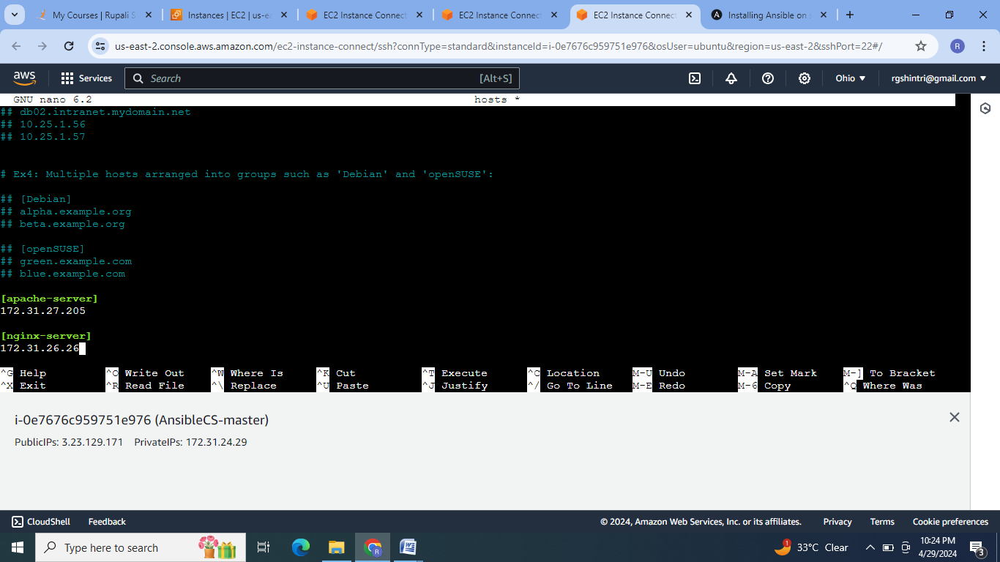 My Courses | Rupali S
Instances | EC2 | us-ea
EC2 Instance Connect
EC2 Instance Connect
EC2 Instance Connect
Installing Ansible on s
us-east-2.console.aws.amazon.com/ec2-instance-connect/ssh?connType=standard&instanceId=i-0e7676c959751e976&osUser=ubuntu&region=us-east-2&sshPort=22#/
R
aws
Services
Search
[Alt+S]
Ohio
rgshintri@gmail.com
GNU nano 6.2 hosts *
## db02.intranet.mydomain.net
## 10.25.1.56
## 10.25.1.57
# Ex4: Multiple hosts arranged into groups such as 'Debian' and 'openSUSE':
## [Debian]
## alpha.example.org
## beta.example.org
## [openSUSE]
## green.example.com
## blue.example.com
[apache-server]
172.31.27.205
[nginx-server]
172.31.26.26
^G Help ^O Write Out ^W Where Is ^K Cut ^T Execute ^C Location M-U Undo M-A Set Mark M-] To Bracket
^X Exit ^R Read File ^\ Replace ^U Paste ^J Justify ^/ Go To Line M-E Redo M-6 Copy ^Q Where Was
i-0e7676c959751e976 (AnsibleCS-master)
PublicIPs: 3.23.129.171 PrivateIPs: 172.31.24.29
CloudShell Feedback © 2024, Amazon Web Services, Inc. or its affiliates. Privacy Terms Cookie preferences
Type here to search
1
33°C Clear
10:24 PM
4/29/2024
3